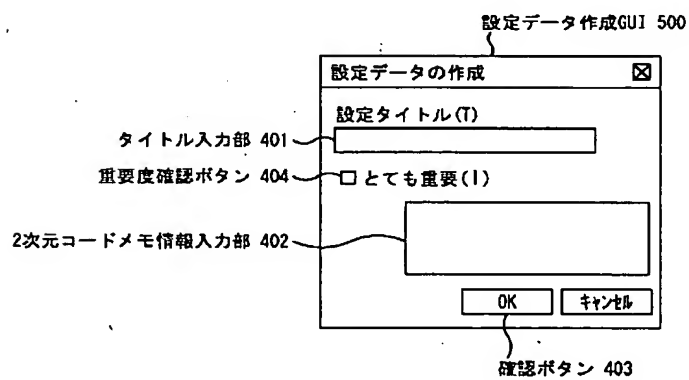 設定データ作成GUI 500
設定データの作成
設定タイトル(T)
タイトル入力部 401
重要度確認ボタン 404
とても重要(I)
2次元コードメモ情報入力部 402
OK
キャンセル
確認ボタン 403